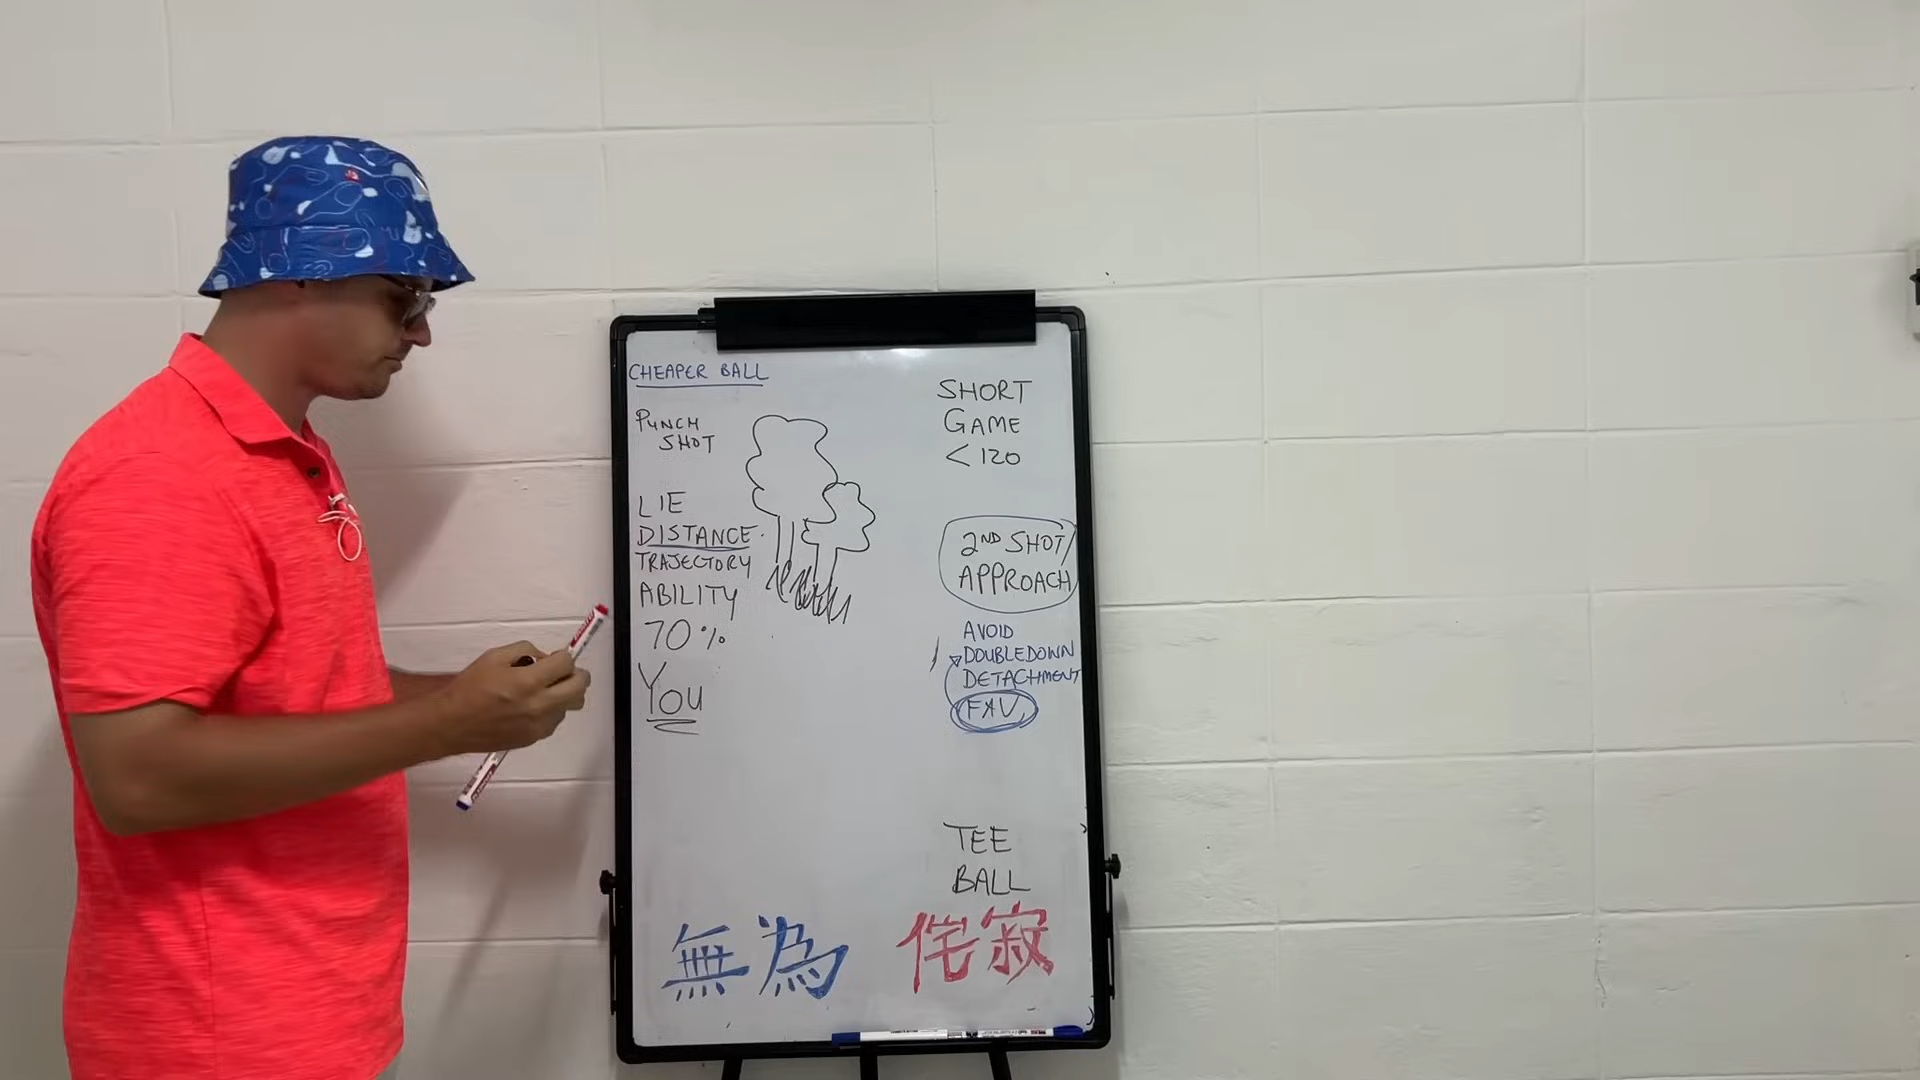 CHEAPER BALL
PUNCH
SHOT
LIE
DISTANCE
TRAJECTORY
ABILITY
70%
YOU
SHORT
GAME
<120
2ND SHOT/
APPROACH
AVOID
DOUBLEDOWN
DETACHMENT
FAV
TEE
BALL
無為
侘寂